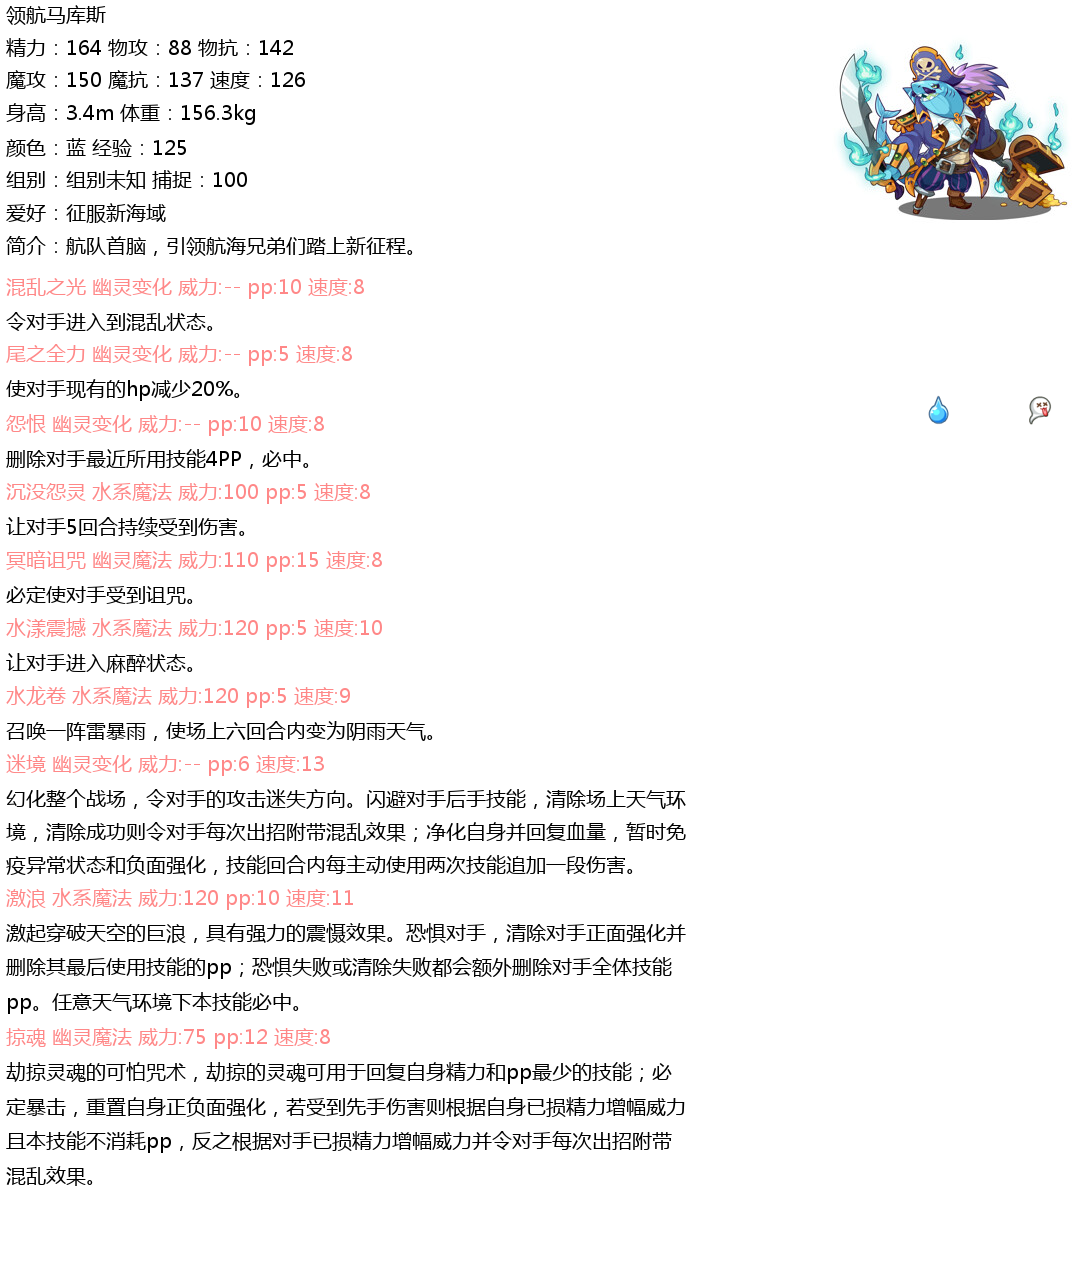 领航马库斯
精力：164 物攻：88 物抗：142
魔攻：150 魔抗：137 速度：126
身高：3.4m 体重：156.3kg
颜色：蓝 经验：125
组别：组别未知 捕捉：100
爱好：征服新海域
简介：航队首脑，引领航海兄弟们踏上新征程。
混乱之光 幽灵变化 威力:-- pp:10 速度:8
令对手进入到混乱状态。
尾之全力 幽灵变化 威力:-- pp:5 速度:8
使对手现有的hp减少20%。
怨恨 幽灵变化 威力:-- pp:10 速度:8
删除对手最近所用技能4PP，必中。
沉没怨灵 水系魔法 威力:100 pp:5 速度:8
让对手5回合持续受到伤害。
冥暗诅咒 幽灵魔法 威力:110 pp:15 速度:8
必定使对手受到诅咒。
水漾震撼 水系魔法 威力:120 pp:5 速度:10
让对手进入麻醉状态。
水龙卷 水系魔法 威力:120 pp:5 速度:9
召唤一阵雷暴雨，使场上六回合内变为阴雨天气。
迷境 幽灵变化 威力:-- pp:6 速度:13
幻化整个战场，令对手的攻击迷失方向。闪避对手后手技能，清除场上天气环
境，清除成功则令对手每次出招附带混乱效果；净化自身并回复血量，暂时免
疫异常状态和负面强化，技能回合内每主动使用两次技能追加一段伤害。
激浪 水系魔法 威力:120 pp:10 速度:11
激起穿破天空的巨浪，具有强力的震慑效果。恐惧对手，清除对手正面强化并
删除其最后使用技能的pp；恐惧失败或清除失败都会额外删除对手全体技能
pp。任意天气环境下本技能必中。
掠魂 幽灵魔法 威力:75 pp:12 速度:8
劫掠灵魂的可怕咒术，劫掠的灵魂可用于回复自身精力和pp最少的技能；必
定暴击，重置自身正负面强化，若受到先手伤害则根据自身已损精力增幅威力
且本技能不消耗pp，反之根据对手已损精力增幅威力并令对手每次出招附带
混乱效果。